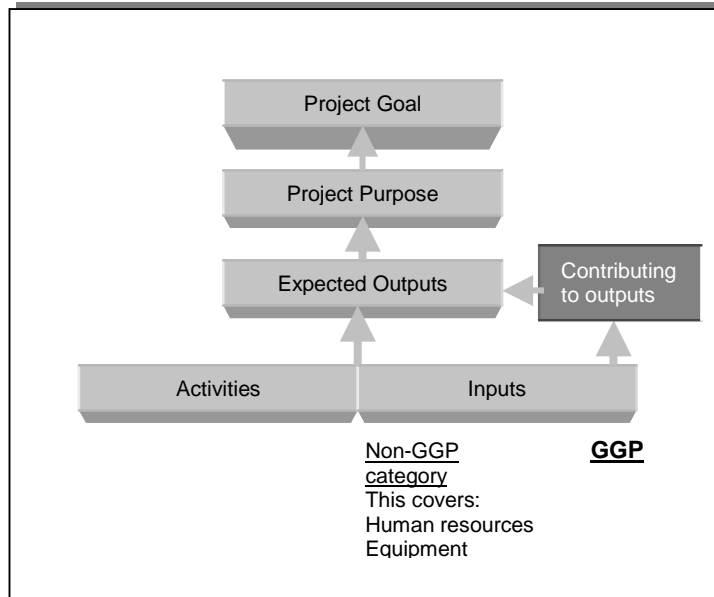 Project Goal
Project Purpose
Expected Outputs
Contributing
to outputs
Activities
Inputs
Non-GGP
category
This covers:
Human resources
Equipment
GGP